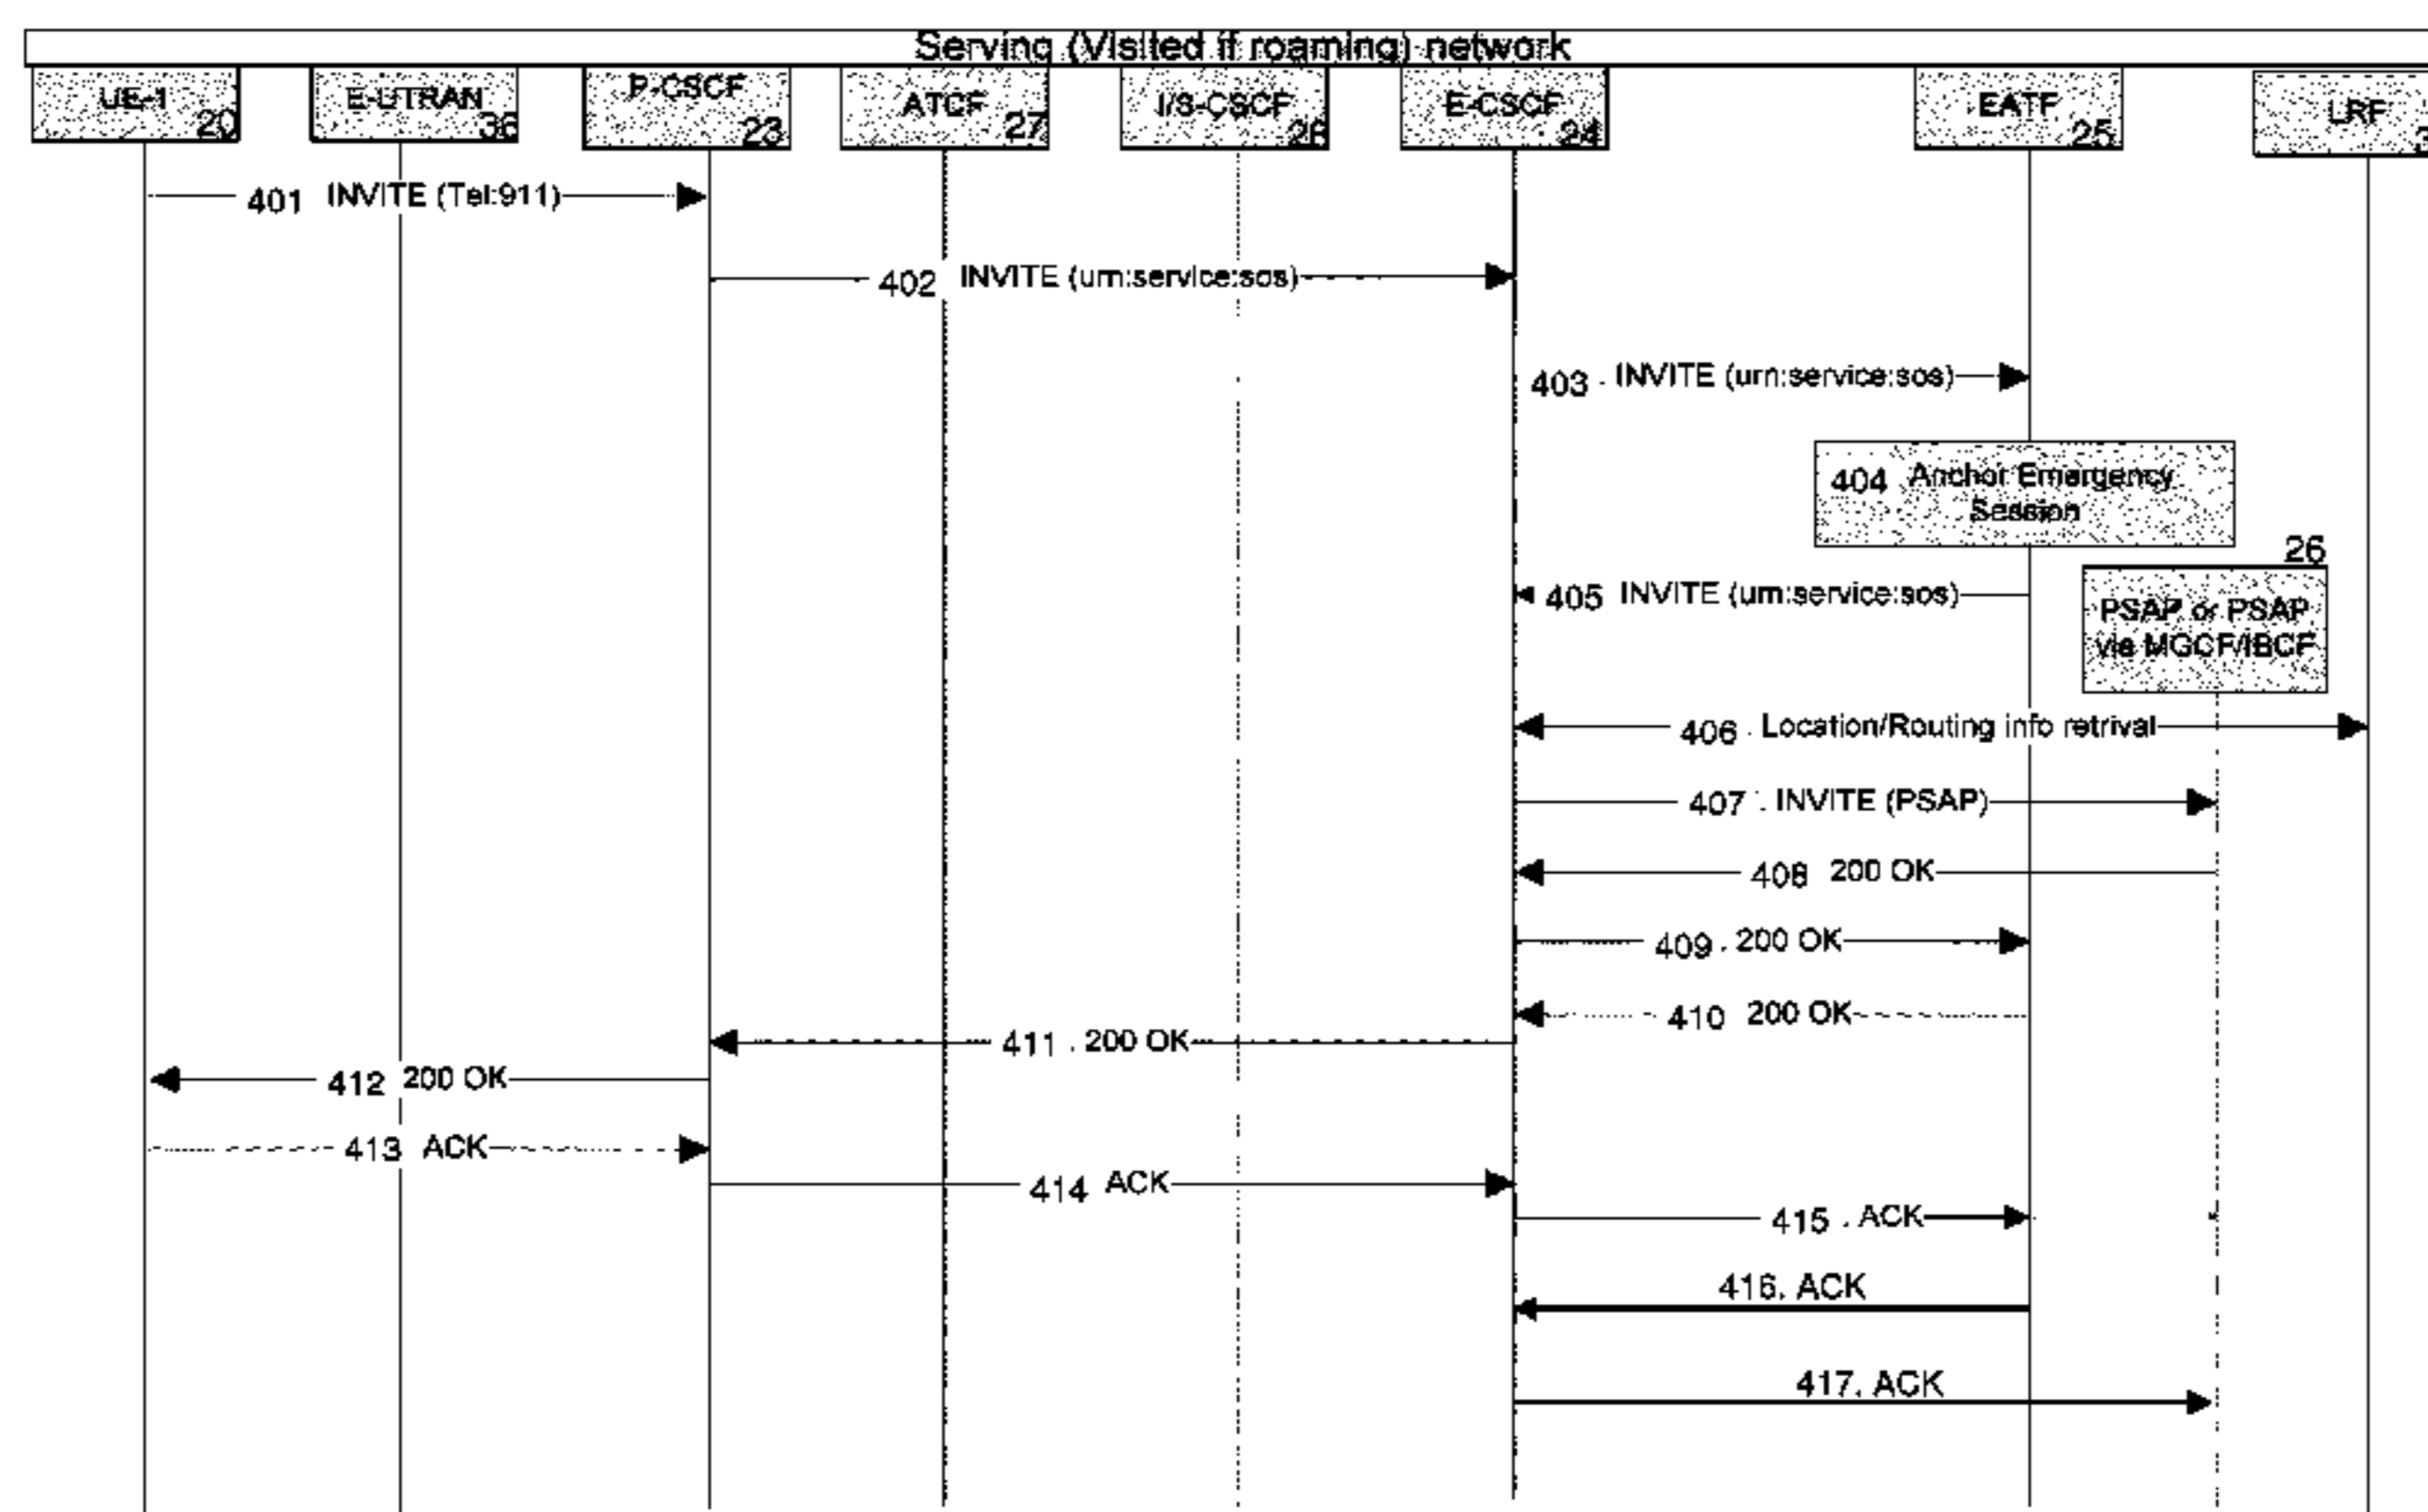 Serving (Visited if roaming) network
UE-1
20
E-UTRAN
36
P-CSCF
23
ATCF
27
I/S-CSCF
28
E-CSCF
24
EATF
25
LRF
401 INVITE (Tel:911)
402 INVITE (urn:service:sos)
403 . INVITE (urn:service:sos)
404 Anchor Emergency
Session
26
405 INVITE (urn:service:sos)
PSAP or PSAP
via MGCF/IBCF
406 . Location/Routing info retrival
407 . INVITE (PSAP)
408 200 OK
409 . 200 OK
410 200 OK
411 . 200 OK
412 200 OK
413 ACK
414 ACK
415 . ACK
416. ACK
417. ACK